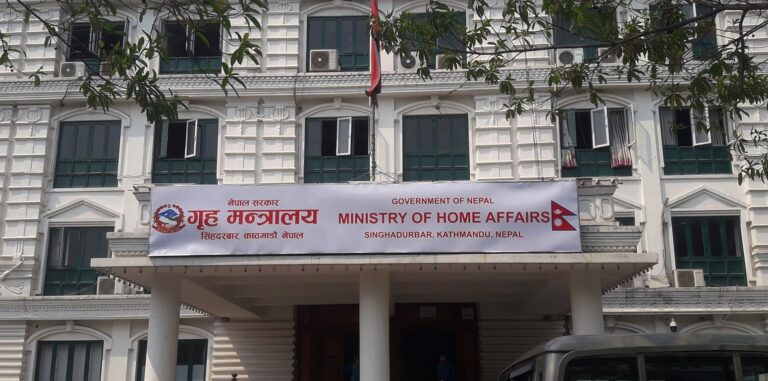 नेपाल सरकार
गृह मन्त्रालय
सिंहदरबार, काठमाडौं नेपाल
GOVERNMENT OF NEPAL
MINISTRY OF HOME AFFAIRS
SINGHADURBAR, KATHMANDU, NEPAL